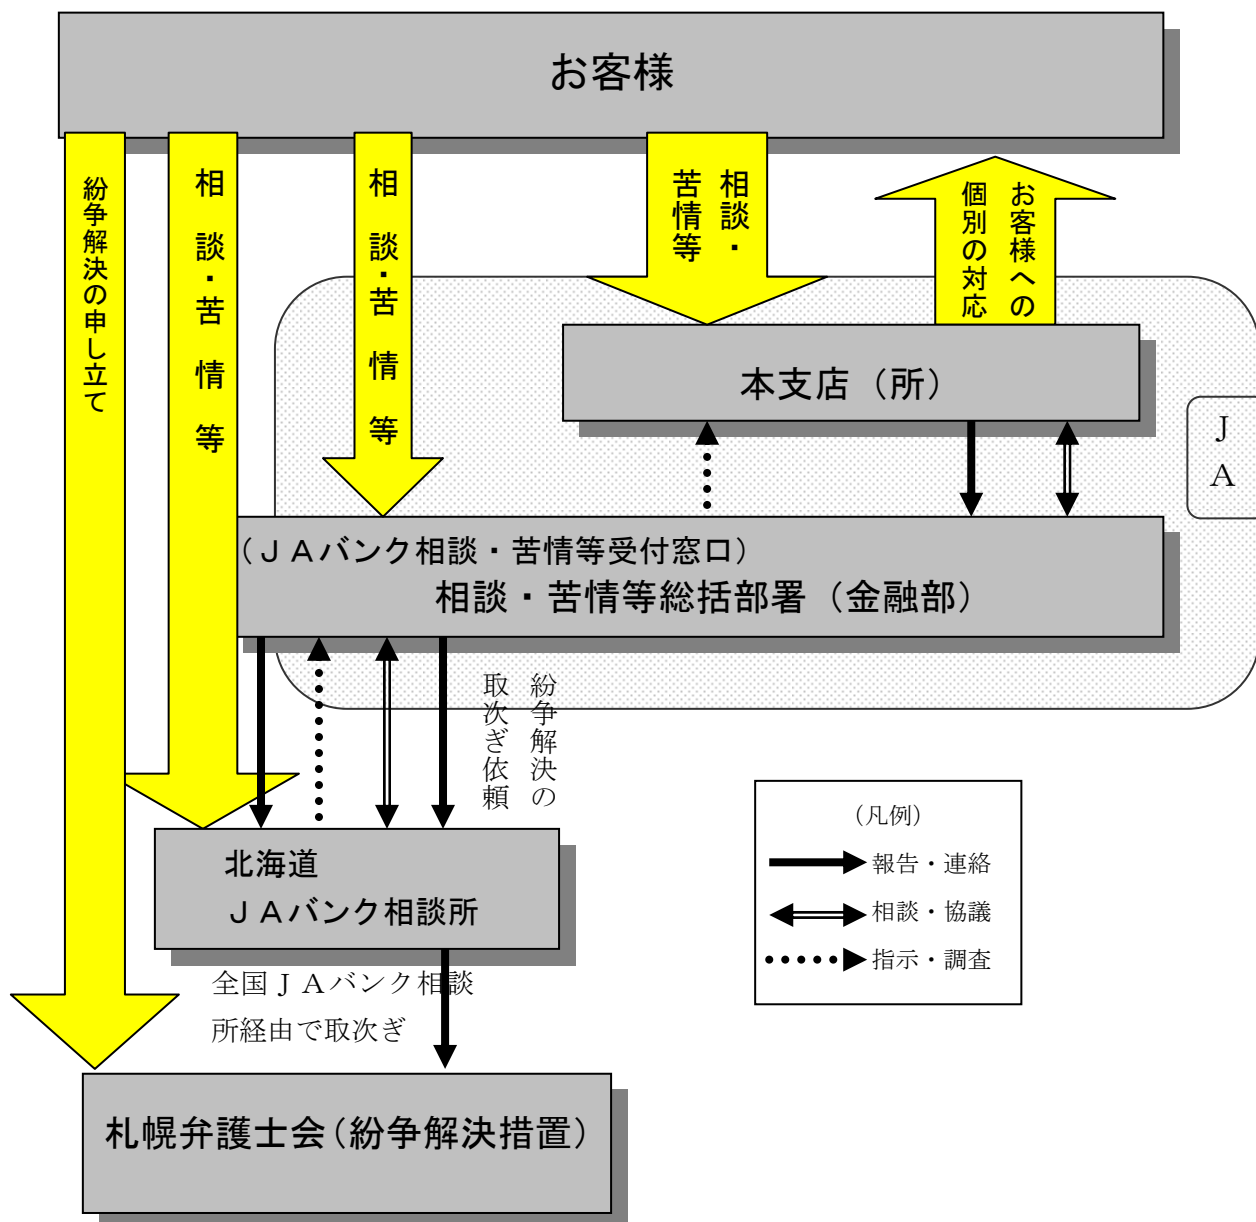 お客様
紛争解決の申し立て
相談・苦情等
相談・苦情等
相談・
苦情等
お客様への
個別の対応
本支店（所）
ＪＡ
（ＪＡバンク相談・苦情等受付窓口）
相談・苦情等総括部署（金融部）
紛争解決の
取次ぎ依頼
（凡例）
報告・連絡
相談・協議
指示・調査
北海道
ＪＡバンク相談所
全国ＪＡバンク相談
所経由で取次ぎ
札幌弁護士会（紛争解決措置）